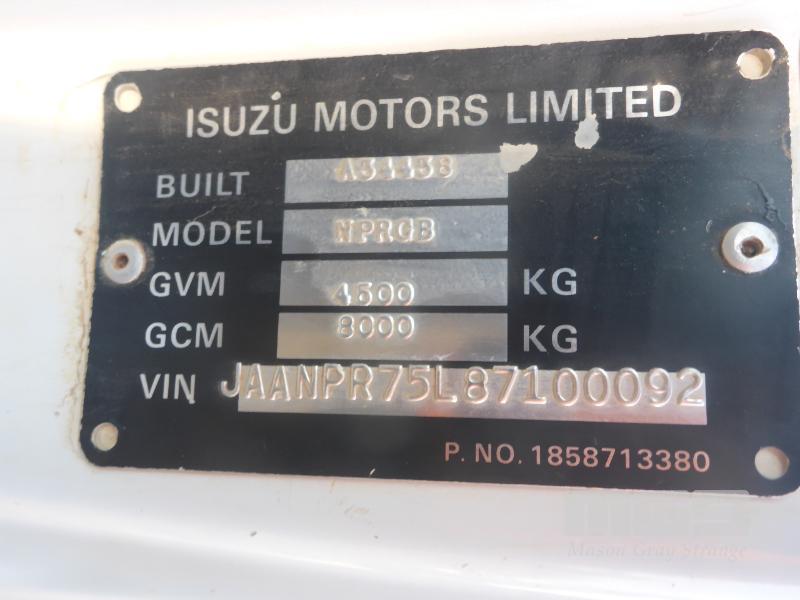 ISUZU MOTORS LIMITED
BUILT
MODEL NPRGB
GVM 4500 KG
GCM 8000 KG
VIN JAANPR75L87100092
P. NO. 1858713380
Mason Gray Strange